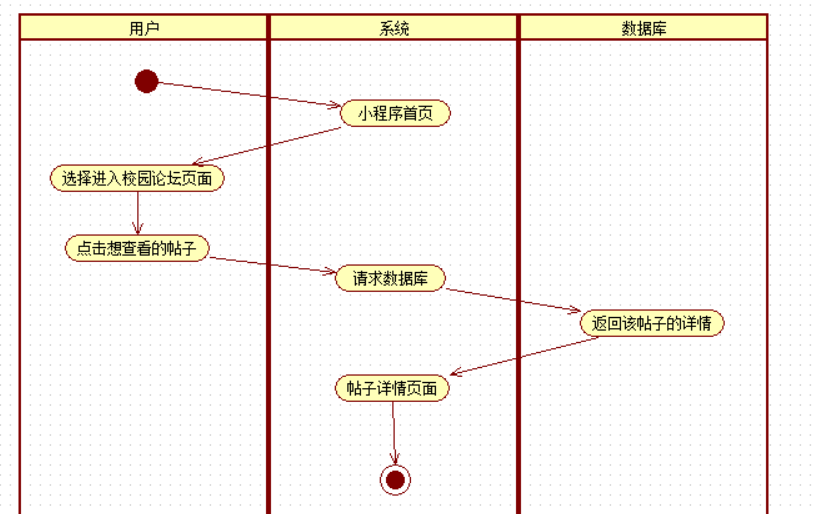 用户
系统
数据库
小程序首页
选择进入校园论坛页面
点击想查看的帖子
请求数据库
返回该帖子的详情
帖子详情页面